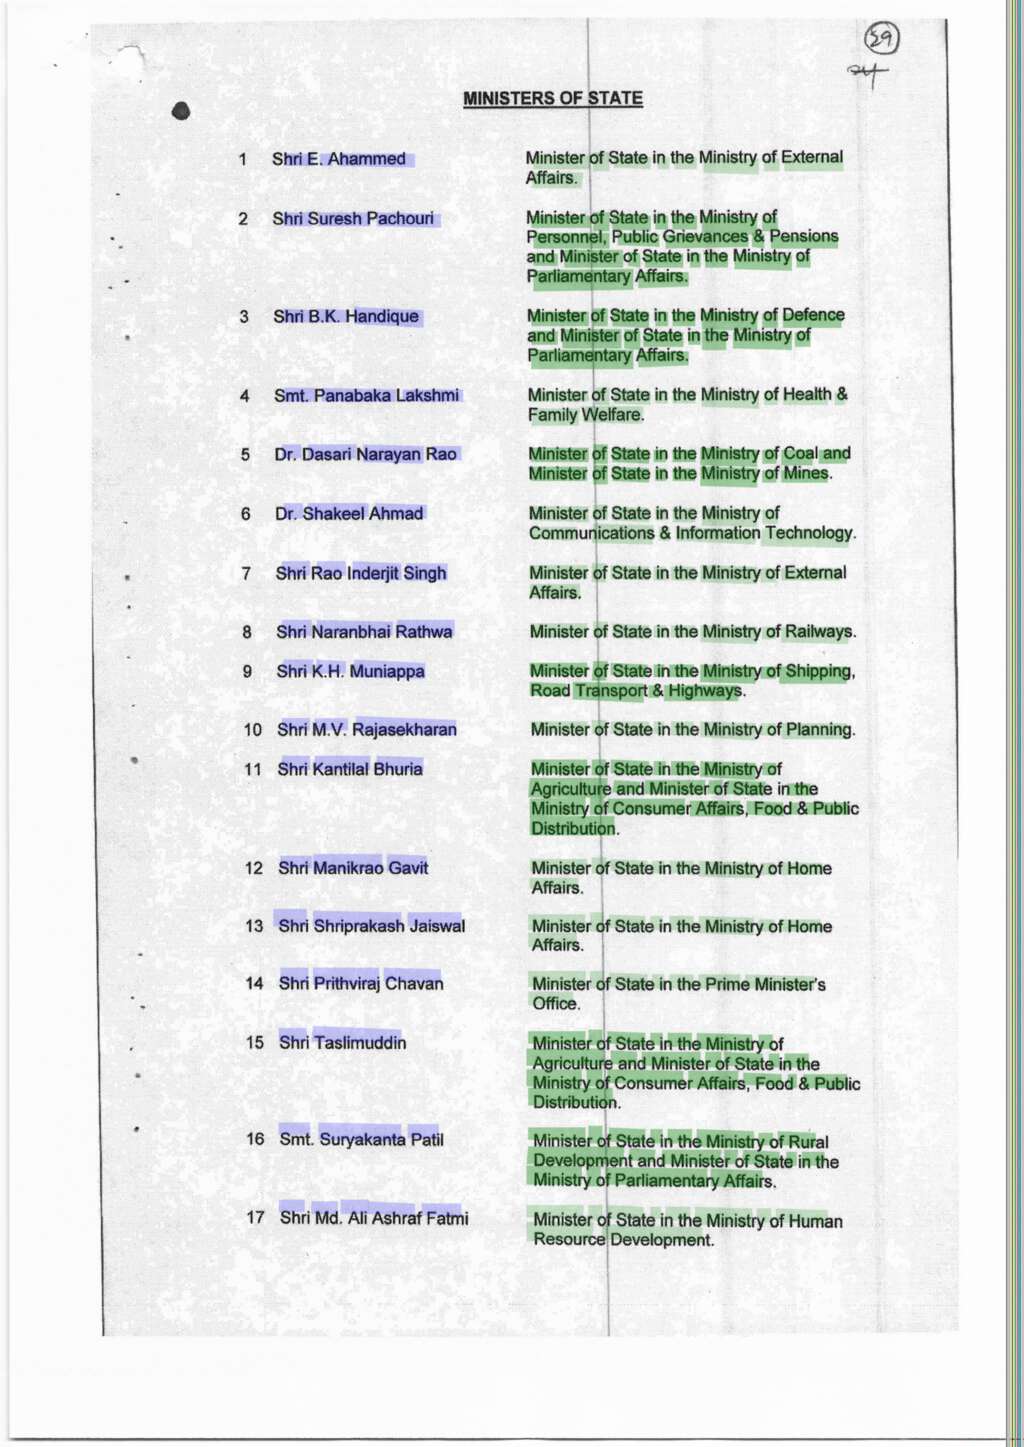 59
24
MINISTERS OF STATE
1 Shri E. Ahammed Minister of State in the Ministry of External
Affairs.
2 Shri Suresh Pachouri Minister of State in the Ministry of
Personnel, Public Grievances & Pensions
and Minister of State in the Ministry of
Parliamentary Affairs.
3 Shri B.K. Handique Minister of State in the Ministry of Defence
and Minister of State in the Ministry of
Parliamentary Affairs.
4 Smt. Panabaka Lakshmi Minister of State in the Ministry of Health &
Family Welfare.
5 Dr. Dasari Narayan Rao Minister of State in the Ministry of Coal and
Minister of State in the Ministry of Mines.
6 Dr. Shakeel Ahmad Minister of State in the Ministry of
Communications & Information Technology.
7 Shri Rao Inderjit Singh Minister of State in the Ministry of External
Affairs.
8 Shri Naranbhai Rathwa Minister of State in the Ministry of Railways.
9 Shri K.H. Muniappa Minister of State in the Ministry of Shipping,
Road Transport & Highways.
10 Shri M.V. Rajasekharan Minister of State in the Ministry of Planning.
11 Shri Kantilal Bhuria Minister of State in the Ministry of
Agriculture and Minister of State in the
Ministry of Consumer Affairs, Food & Public
Distribution.
12 Shri Manikrao Gavit Minister of State in the Ministry of Home
Affairs.
13 Shri Shriprakash Jaiswal Minister of State in the Ministry of Home
Affairs.
14 Shri Prithviraj Chavan Minister of State in the Prime Minister's
Office.
15 Shri Taslimuddin Minister of State in the Ministry of
Agriculture and Minister of State in the
Ministry of Consumer Affairs, Food & Public
Distribution.
16 Smt. Suryakanta Patil Minister of State in the Ministry of Rural
Development and Minister of State in the
Ministry of Parliamentary Affairs.
17 Shri Md. Ali Ashraf Fatmi Minister of State in the Ministry of Human
Resource Development.